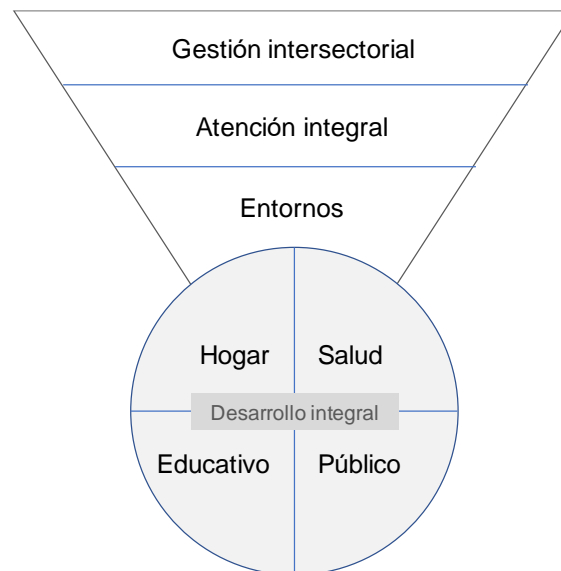 Gestión intersectorial
Atención integral
Entornos
Hogar Salud
Desarrollo integral
Educativo Público